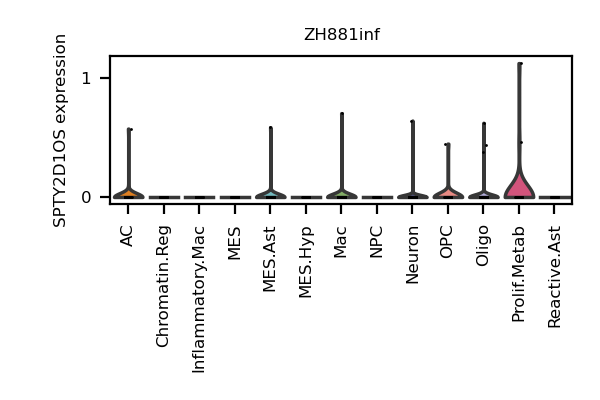 ZH881inf
SPTY2D1OS expression
1
0
AC
Chromatin.Reg
Inflammatory.Mac
MES
MES.Ast
MES.Hyp
Mac
NPC
Neuron
OPC
Oligo
Prolif.Metab
Reactive.Ast